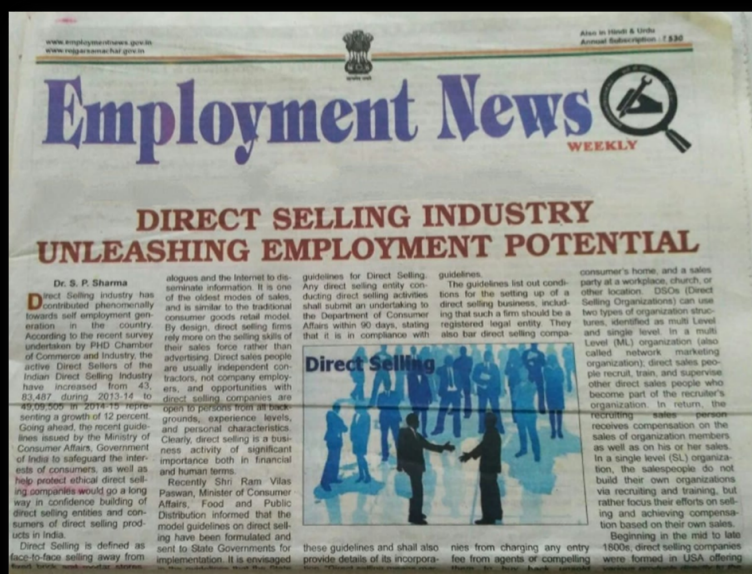 www.employmentnews.gov.in
www.rojgarsamachar.gov.in
Also in Hindi & Urdu
Annual Subscription : ₹ 530
Employment News
WEEKLY
DIRECT SELLING INDUSTRY
UNLEASHING EMPLOYMENT POTENTIAL
Dr. S. P. Sharma
Direct Selling industry has
contributed phenomenally
towards self employment gen-
eration in the country.
According to the recent survey
undertaken by PHD Chamber
of Commerce and Industry, the
active Direct Sellers of the
Indian Direct Selling Industry
have increased from 43,
83,487 during 2013-14 to
49,09,505 in 2014-15 repre-
senting a growth of 12 percent.
Going ahead, the recent guide-
lines issued by the Ministry of
Consumer Affairs, Government
of India to safeguard the inter-
ests of consumers, as well as
help protect ethical direct sell-
ing companies would go a long
way in confidence building of
direct selling entities and con-
sumers of direct selling prod-
ucts in India.
Direct Selling is defined as
face-to-face selling away from
alogues and the Internet to dis-
seminate information. It is one
of the oldest modes of sales,
and is similar to the traditional
consumer goods retail model.
By design, direct selling firms
rely more on the selling skills of
their sales force rather than
advertising. Direct sales people
are usually independent con-
tractors, not company employ-
ers, and opportunities with
direct selling companies are
open to persons from all back-
grounds, experience levels,
and personal characteristics.
Clearly, direct selling is a busi-
ness activity of significant
importance both in financial
and human terms.
Recently Shri Ram Vilas
Paswan, Minister of Consumer
Affairs, Food and Public
Distribution informed that the
model guidelines on direct sell-
ing have been formulated and
sent to State Governments for
implementation. It is envisaged
guidelines for Direct Selling.
Any direct selling entity con-
ducting direct selling activities
shall submit an undertaking to
the Department of Consumer
Affairs within 90 days, stating
that it is in compliance with
Direct Selling
these guidelines and shall also
provide details of its incorpora-
guidelines.
The guidelines list out condi-
tions for the setting up of a
direct selling business, includ-
ing that such a firm should be a
registered legal entity. They
also bar direct selling compa-
nies from charging any entry
fee from agents or compelling
consumer's home, and a sales
party at a workplace, church, or
other location. DSOs (Direct
Selling Organizations) can use
two types of organization struc-
tures, identified as multi Level
and single level. In a multi
Level (ML) organization (also
called network marketing
organization); direct sales peo-
ple recruit, train, and supervise
other direct sales people who
become part of the recruiter's
organization. In return, the
recruiting sales person
receives compensation on the
sales of organization members
as well as on his or her sales.
In a single level (SL) organiza-
tion, the salespeople do not
build their own organizations
via recruiting and training, but
rather focus their efforts on sell-
ing and achieving compensa-
tion based on their own sales.
Beginning in the mid to late
1800s, direct selling companies
were formed in USA offering